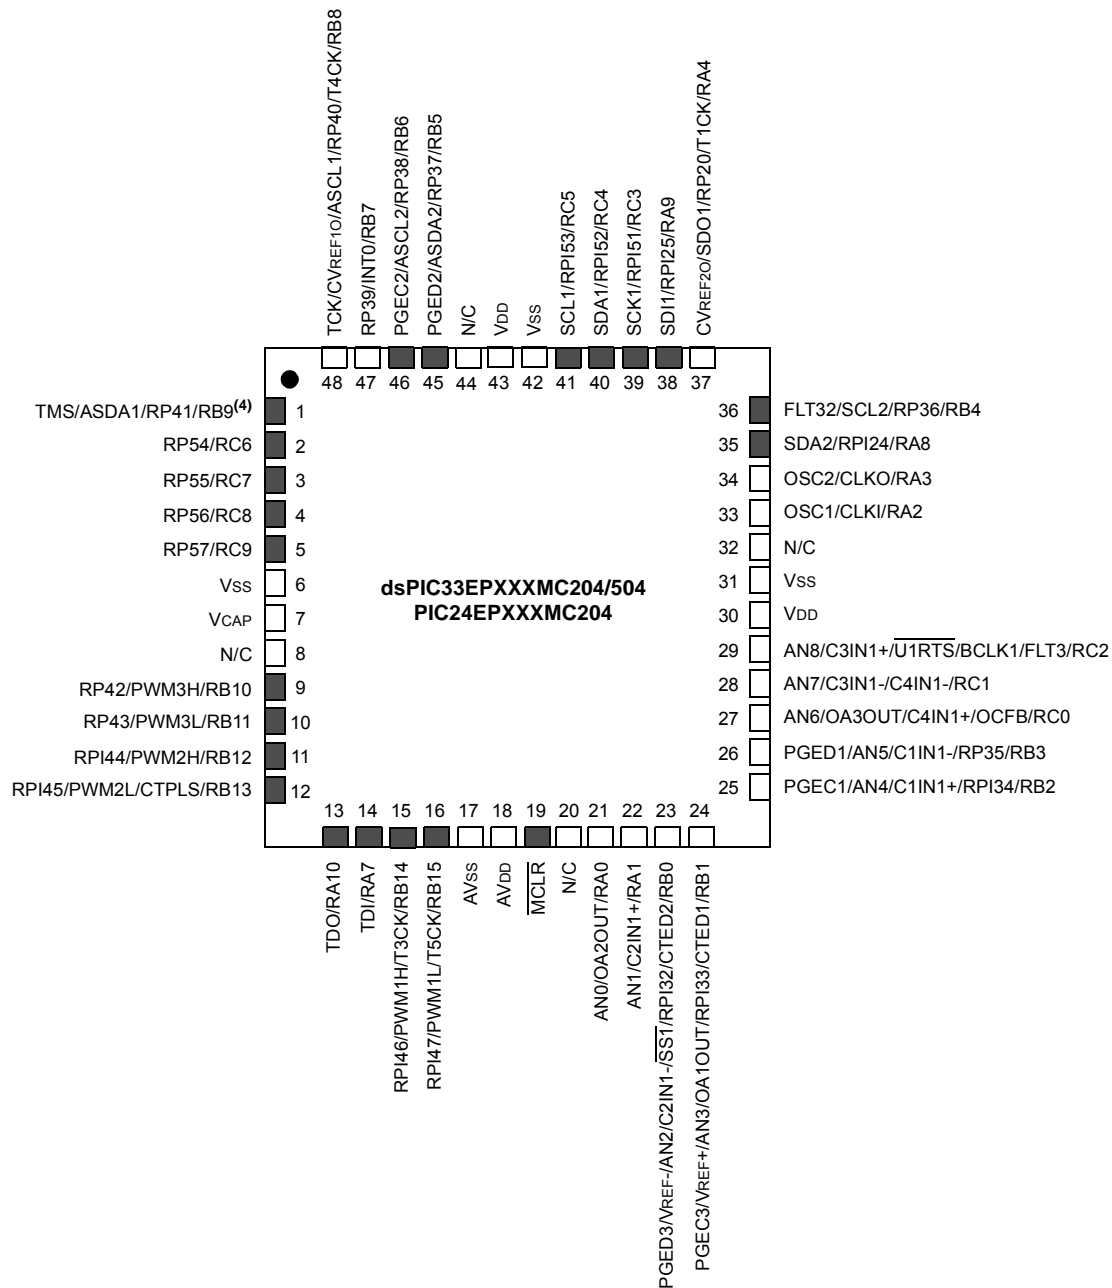 TCK/CVREF1O/ASCL1/RP40/T4CK/RB8
RP39/INT0/RB7
PGEC2/ASCL2/RP38/RB6
PGED2/ASDA2/RP37/RB5
N/C
VDD
VSS
SCL1/RPI53/RC5
SDA1/RPI52/RC4
SCK1/RPI51/RC3
SDI1/RPI25/RA9
CVREF2O/SDO1/RP20/T1CK/RA4
48 47 46 45 44 43 42 41 40 39 38 37
TMS/ASDA1/RP41/RB9(4) 1
RP54/RC6 2
RP55/RC7 3
RP56/RC8 4
RP57/RC9 5
VSS 6
VCAP 7
N/C 8
RP42/PWM3H/RB10 9
RP43/PWM3L/RB11 10
RPI44/PWM2H/RB12 11
RPI45/PWM2L/CTPLS/RB13 12
dsPIC33EPXXXMC204/504
PIC24EPXXXMC204
36 FLT32/SCL2/RP36/RB4
35 SDA2/RPI24/RA8
34 OSC2/CLKO/RA3
33 OSC1/CLKI/RA2
32 N/C
31 VSS
30 VDD
29 AN8/C3IN1+/U1RTS/BCLK1/FLT3/RC2
28 AN7/C3IN1-/C4IN1-/RC1
27 AN6/OA3OUT/C4IN1+/OCFB/RC0
26 PGED1/AN5/C1IN1-/RP35/RB3
25 PGEC1/AN4/C1IN1+/RPI34/RB2
13 14 15 16 17 18 19 20 21 22 23 24
TDO/RA10
TDI/RA7
RPI46/PWM1H/T3CK/RB14
RPI47/PWM1L/T5CK/RB15
AVSS
AVDD
MCLR
N/C
AN0/OA2OUT/RA0
AN1/C2IN1+/RA1
PGED3/VREF-/AN2/C2IN1-/SS1/RPI32/CTED2/RB0
PGEC3/VREF+/AN3/OA1OUT/RPI33/CTED1/RB1